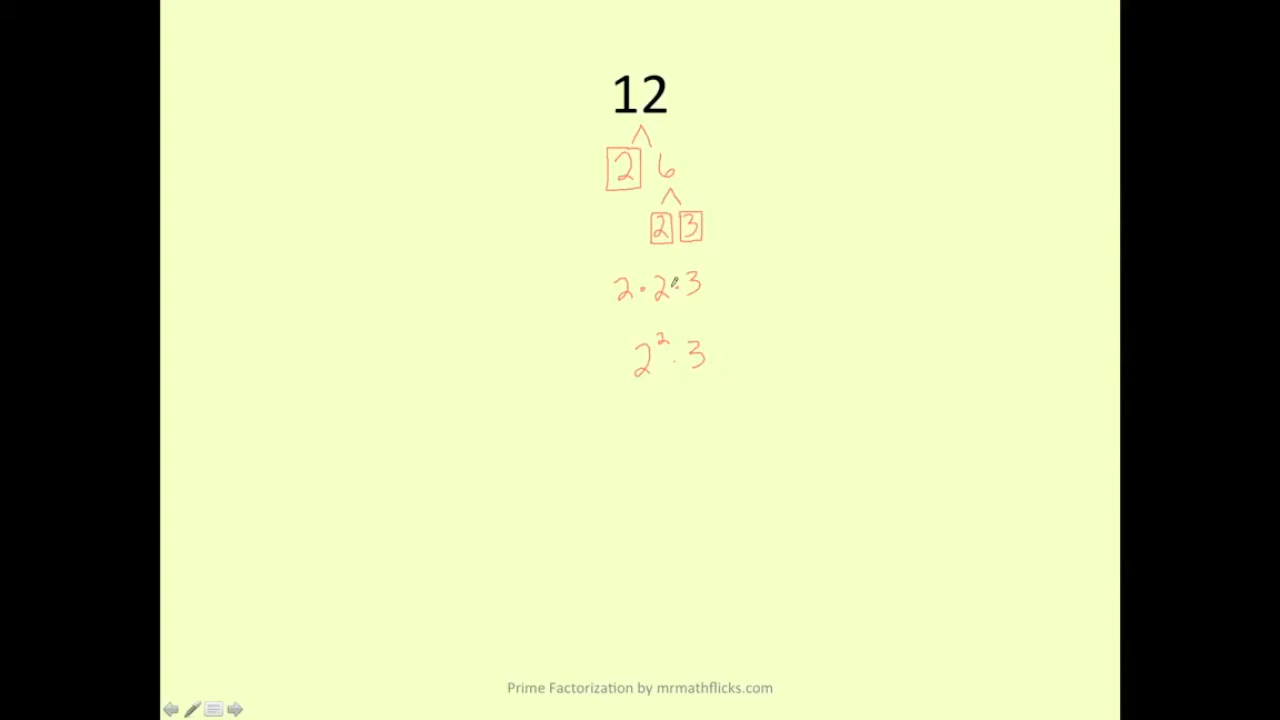 12
2 6
2 3
2 · 2 · 3
2² · 3
Prime Factorization by mrmathflicks.com